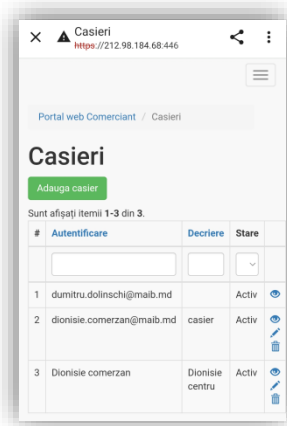 Casieri
https://212.98.184.68:446
Portal web Comerciant / Casieri
Casieri
Adauga casier
Sunt afișați itemii 1-3 din 3.
# Autentificare Decriere Stare
1 dumitru.dolinschi@maib.md Activ
2 dionisie.comerzan@maib.md casier Activ
3 Dionisie comerzan Dionisie centru Activ